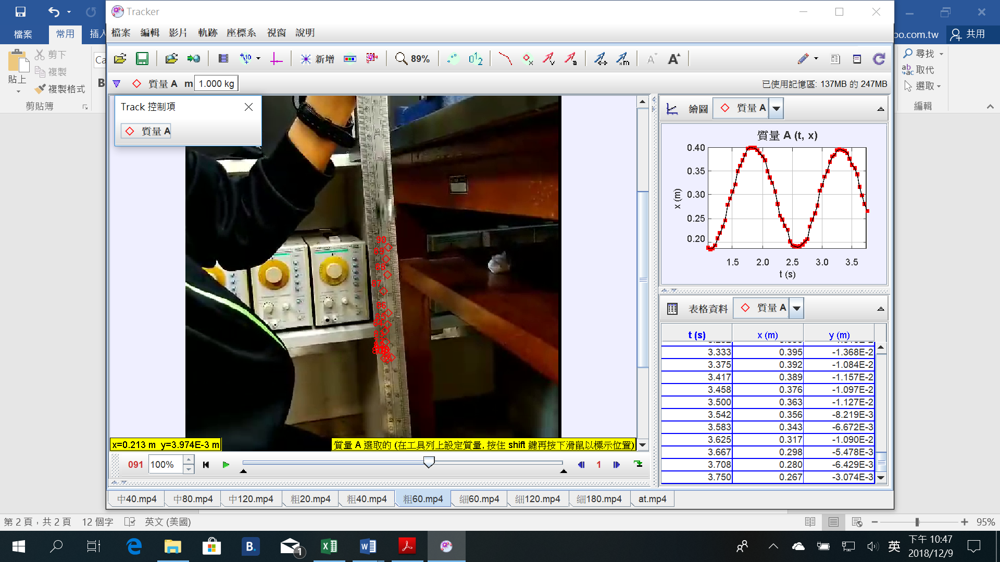 Tracker
檔案 常用 插入
oo.com.tw 共用
檔案 編輯 影片 軌跡 座標系 視窗 說明
新增 89%
剪下
複製
複製格式
貼上
剪貼簿
Ca
B
尋找
取代
選取
編輯
質量 A m 1.000 kg
已使用記憶區: 137MB 的 247MB
Track 控制項
質量 A
90
89
88
87
86
繪圖 質量 A
質量 A (t, x)
0.40
0.35
0.30
0.25
0.20
x (m)
1.5 2.0 2.5 3.0 3.5
t (s)
表格資料 質量 A
t (s) x (m) y (m)
3.333 0.395 -1.368E-2
3.375 0.392 -1.084E-2
3.417 0.389 -1.157E-2
3.458 0.376 -1.097E-2
3.500 0.363 -1.127E-2
3.542 0.356 -8.219E-3
3.583 0.343 -6.672E-3
3.625 0.317 -1.090E-2
3.667 0.298 -5.478E-3
3.708 0.280 -6.429E-3
3.750 0.267 -3.074E-3
x=0.213 m y=3.974E-3 m
質量 A 選取的 (在工具列上設定質量, 按住 shift 鍵再按下滑鼠以標示位置)
091 100% 1
中40.mp4 中80.mp4 中120.mp4 粗20.mp4 粗40.mp4 粗60.mp4 細60.mp4 細120.mp4 細180.mp4 at.mp4
第 2 頁，共 2 頁 12 個字 英文 (美國) 95%
英 下午 10:47
2018/12/9